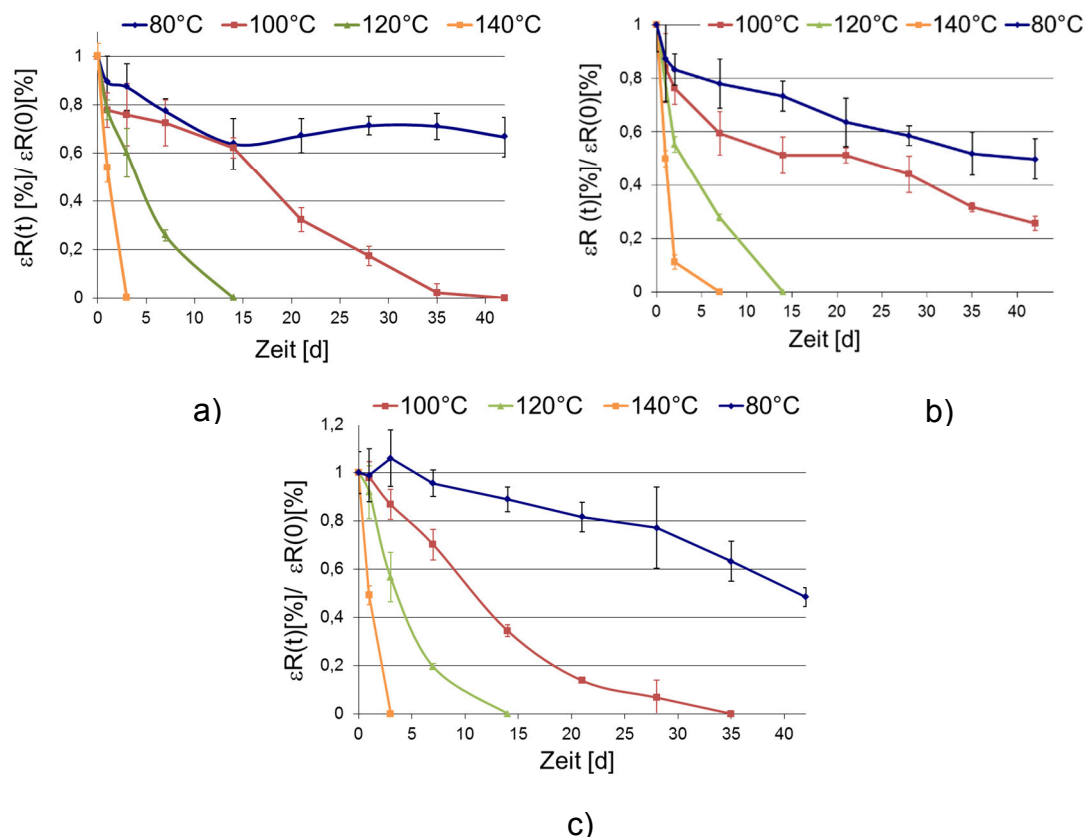 80°C 100°C 120°C 140°C
εR(t) [%]/ εR(0)[%]
1
0,8
0,6
0,4
0,2
0
0 5 10 15 20 25 30 35 40
Zeit [d]
a)
100°C 120°C 140°C 80°C
εR (t)[%]/ εR(0)[%]
1
0,8
0,6
0,4
0,2
0
0 5 10 15 20 25 30 35 40
Zeit [d]
b)
100°C 120°C 140°C 80°C
εR(t)[%]/ εR(0)[%]
1,2
1
0,8
0,6
0,4
0,2
0
0 5 10 15 20 25 30 35 40
Zeit [d]
c)